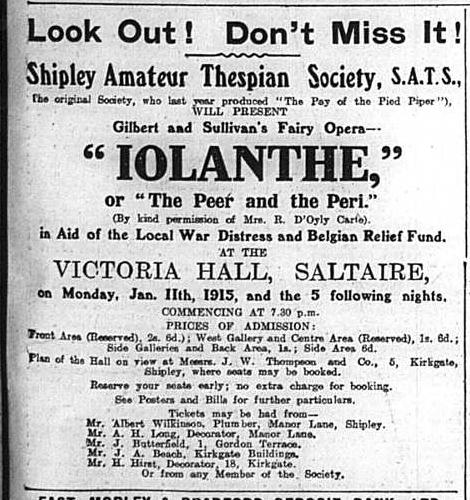 Look Out! Don't Miss It!
Shipley Amateur Thespian Society, S.A.T.S.,
The original Society, who last year produced "The Pay of the Pied Piper"),
WILL PRESENT
Gilbert and Sullivan's Fairy Opera—
"IOLANTHE,"
or "The Peer and the Peri."
(By kind permission of Mrs. R. D'Oyly Carte).
in Aid of the Local War Distress and Belgian Relief Fund.
AT THE
VICTORIA HALL, SALTAIRE,
on Monday, Jan. 11th, 1915, and the 5 following nights,
COMMENCING AT 7.30 p.m.
PRICES OF ADMISSION:
Front Area (Reserved), 2s. 6d.; West Gallery and Centre Area (Reserved), 1s. 6d.;
Side Galleries and Back Area, 1s.; Side Area 6d.
Plan of the Hall on view at Messrs. J. W. Thompson and Co., 5, Kirkgate,
Shipley, where seats may be booked.
Reserve your seats early; no extra charge for booking.
See Posters and Bills for further particulars.
Tickets may be had from—
Mr. Albert Wilkinson, Plumber, Manor Lane, Shipley.
Mr. A. H. Long, Decorator, Manor Lane.
Mr. J. Butterfield, 1, Gordon Terrace.
Mr. J. A. Beach, Kirkgate Buildings.
Mr. H. Hirst, Decorator, 18, Kirkgate.
Or from any Member of the Society.